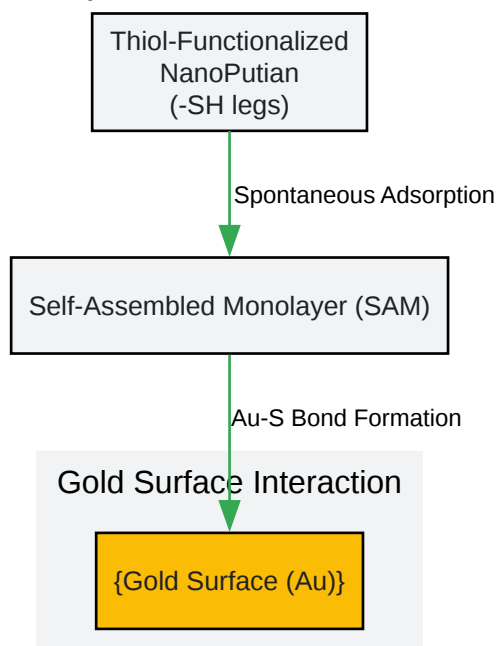 Thiol-Functionalized
NanoPutian
(-SH legs)
Spontaneous Adsorption
Self-Assembled Monolayer (SAM)
Au-S Bond Formation
Gold Surface Interaction
{Gold Surface (Au)}